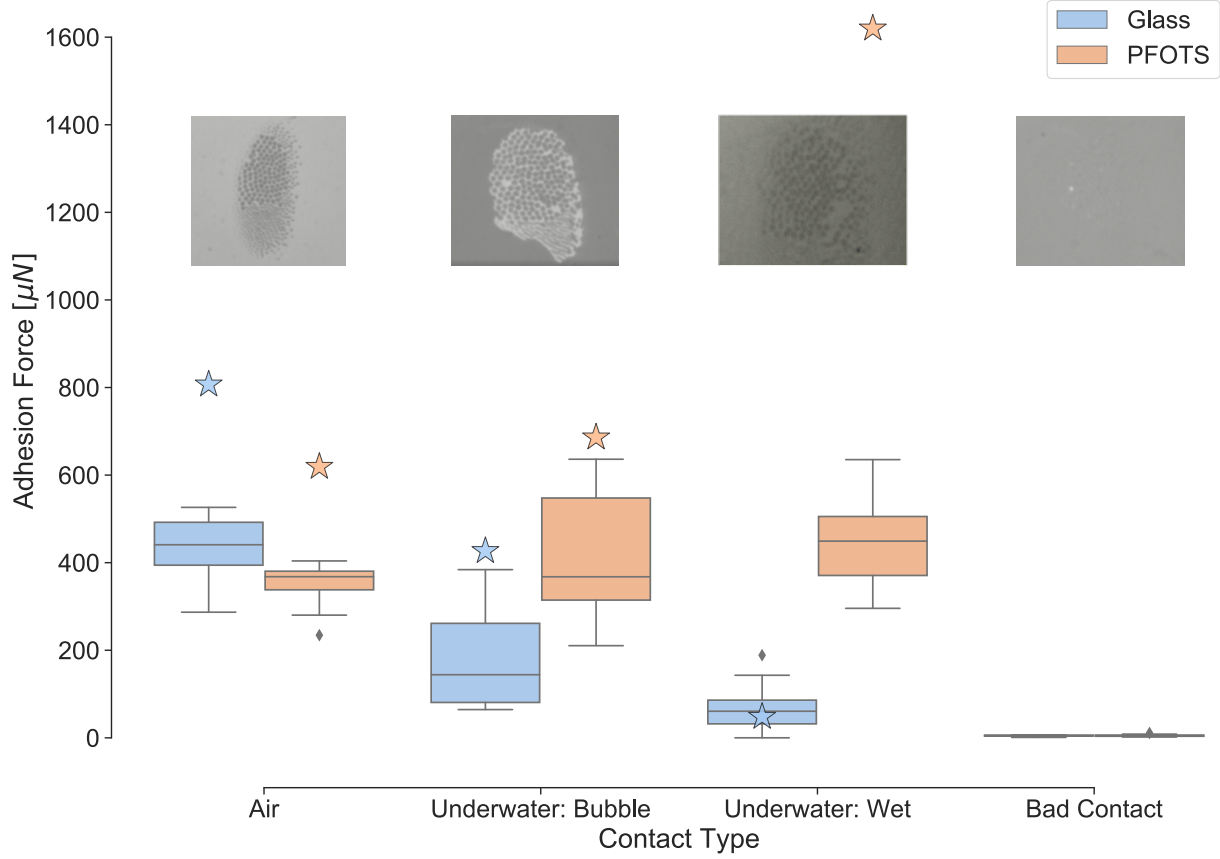 Glass
PFOTS
1600
1400
1200
1000
800
600
400
200
0
Adhesion Force [μN]
Air
Underwater: Bubble
Underwater: Wet
Bad Contact
Contact Type